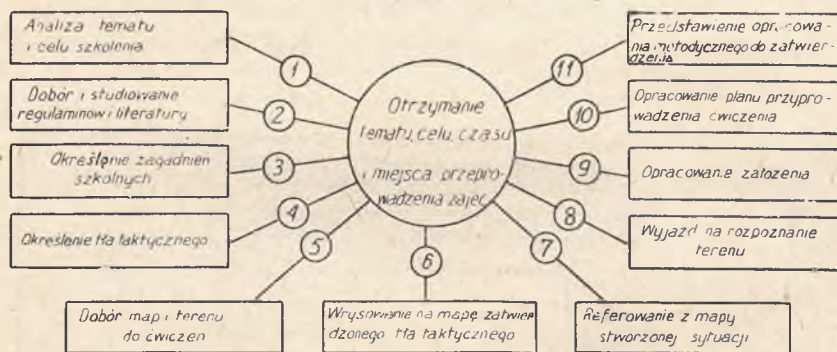 Analiza tematu
i celu szkolenia
1
Dobór i studiowanie
regulaminow i literatury
2
Określenie zagadnien
szkolnych
3
Określenie tła taktycznego
4
Dobór map i terenu
do ćwiczen
5
Wrysowanie na mapę zatwier
dzonego tła taktycznego
6
Referowanie z mapy
stworzonej sytuacji
7
Wyjazd na rozpoznanie
terenu
8
Opracowanie założenia
9
Opracowanie planu przypro-
wadzenia ćwiczenia
10
Przedstawienie opracowa-
nia metodycznego do zatwier-
dzenia
11
Otrzymanie
tematu, celu, czasu
i miejsca przepro-
wadzenia zajęć